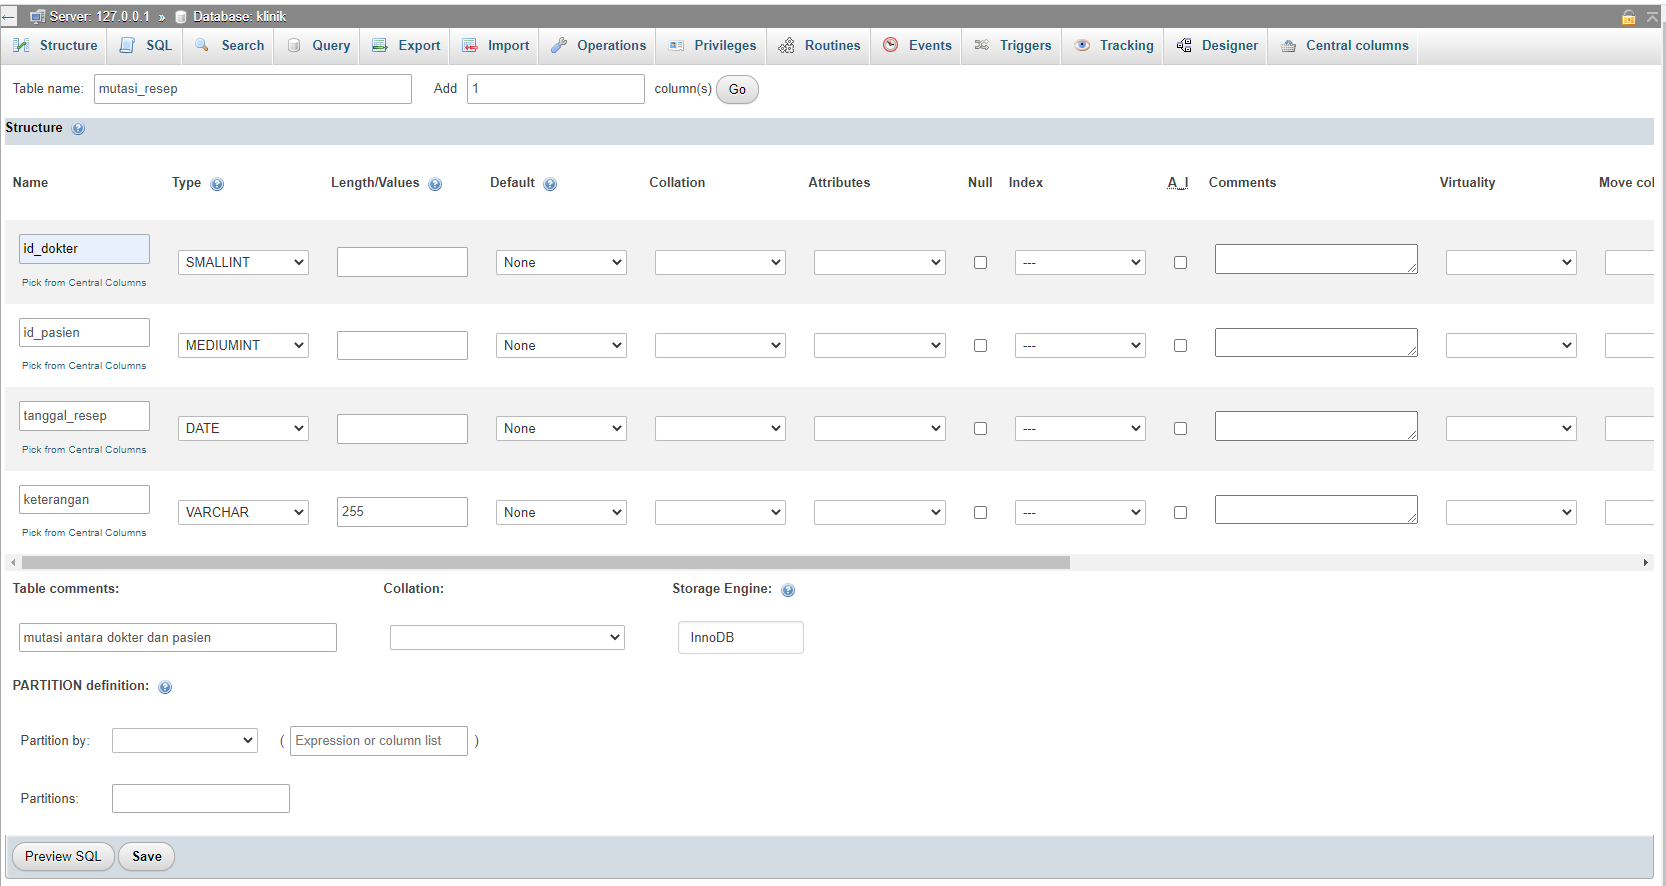 Server: 127.0.0.1 » Database: klinik
Structure SQL Search Query Export Import Operations Privileges Routines Events Triggers Tracking Designer Central columns
Table name: mutasi_resep Add 1 column(s) Go
Structure
Name Type Length/Values Default Collation Attributes Null Index A_I Comments Virtuality Move col
id_dokter SMALLINT None ---
Pick from Central Columns
id_pasien MEDIUMINT None ---
Pick from Central Columns
tanggal_resep DATE None ---
Pick from Central Columns
keterangan VARCHAR 255 None ---
Pick from Central Columns
Table comments: Collation: Storage Engine:
mutasi antara dokter dan pasien InnoDB
PARTITION definition:
Partition by: ( Expression or column list )
Partitions:
Preview SQL Save